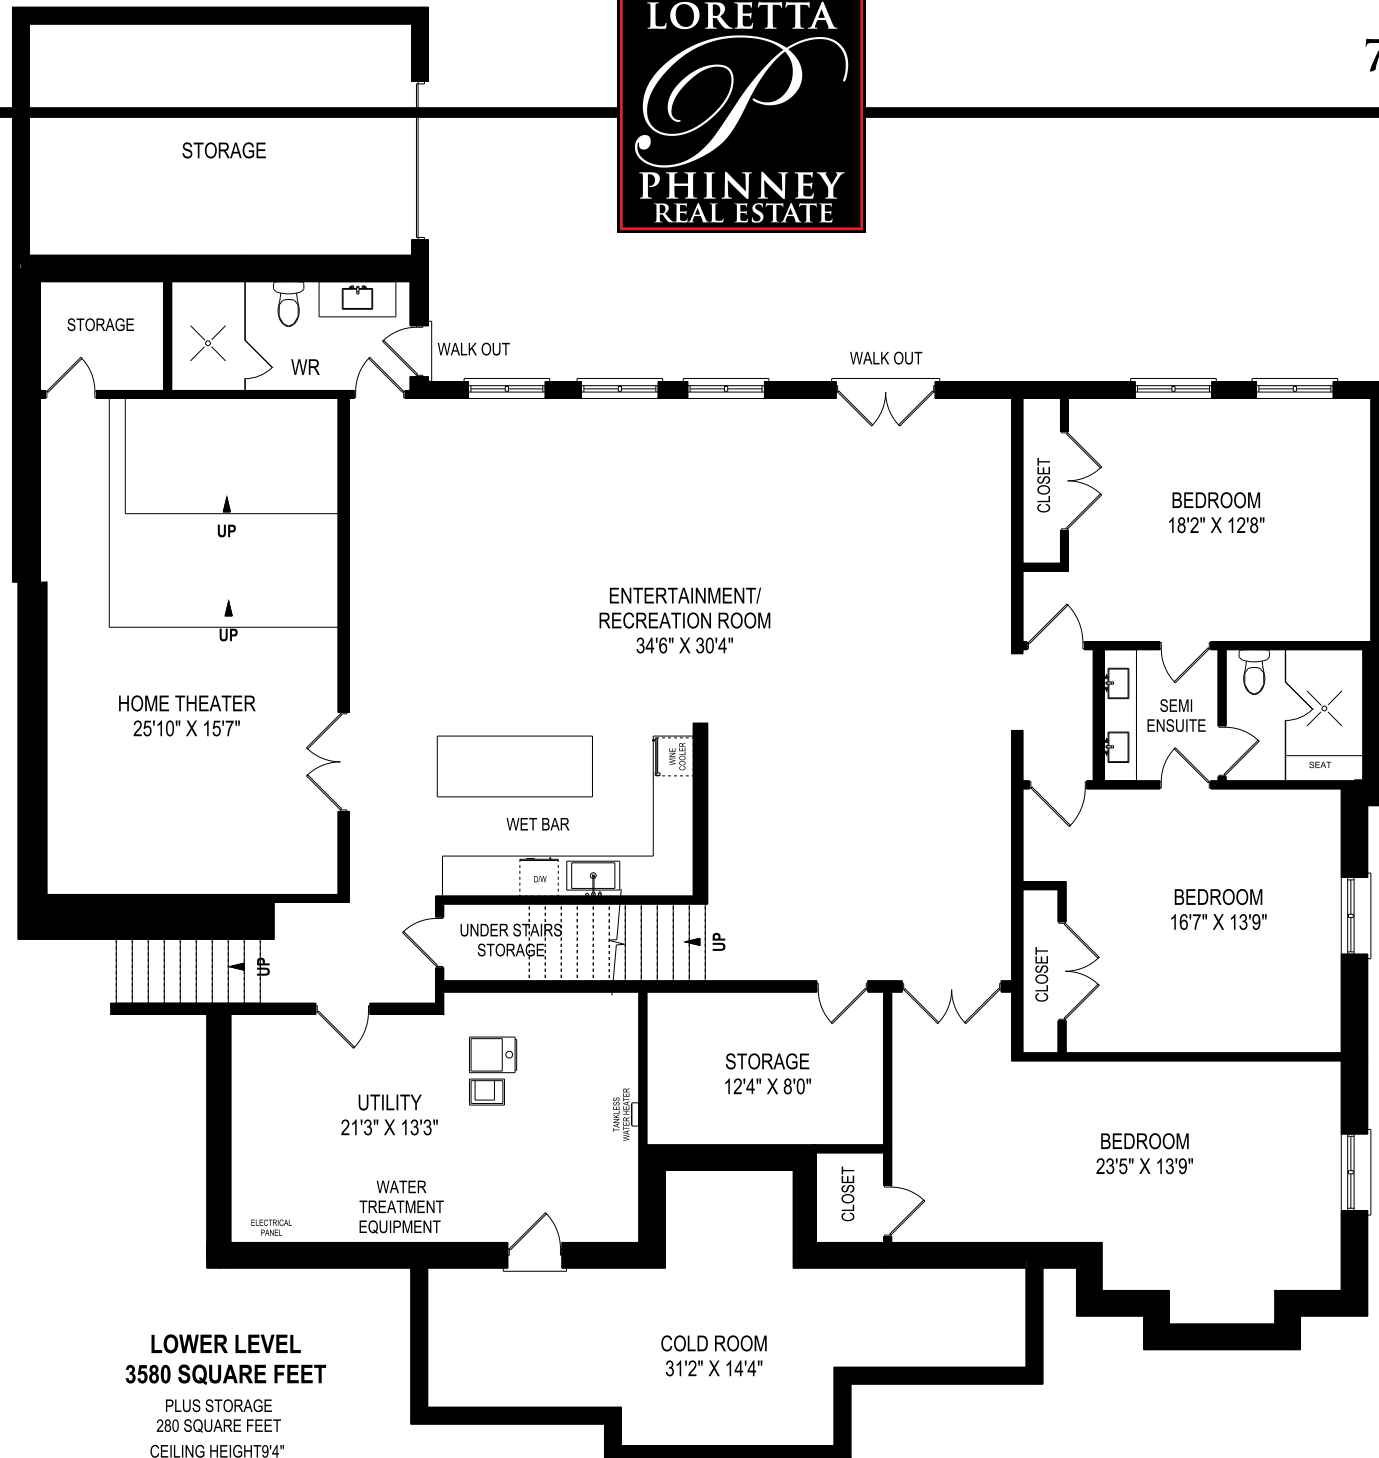 LORETTA
P
PHINNEY
REAL ESTATE
7
STORAGE
STORAGE
WR
WALK OUT
WALK OUT
UP
UP
CLOSET
BEDROOM
18'2" X 12'8"
ENTERTAINMENT/
RECREATION ROOM
34'6" X 30'4"
HOME THEATER
25'10" X 15'7"
SEMI
ENSUITE
SEAT
WINE
COOLER
WET BAR
D/W
BEDROOM
16'7" X 13'9"
CLOSET
UNDER STAIRS
STORAGE
UP
UP
STORAGE
12'4" X 8'0"
UTILITY
21'3" X 13'3"
TANKLESS
WATER HEATER
BEDROOM
23'5" X 13'9"
CLOSET
WATER
TREATMENT
EQUIPMENT
ELECTRICAL
PANEL
COLD ROOM
31'2" X 14'4"
LOWER LEVEL
3580 SQUARE FEET
PLUS STORAGE
280 SQUARE FEET
CEILING HEIGHT9'4"